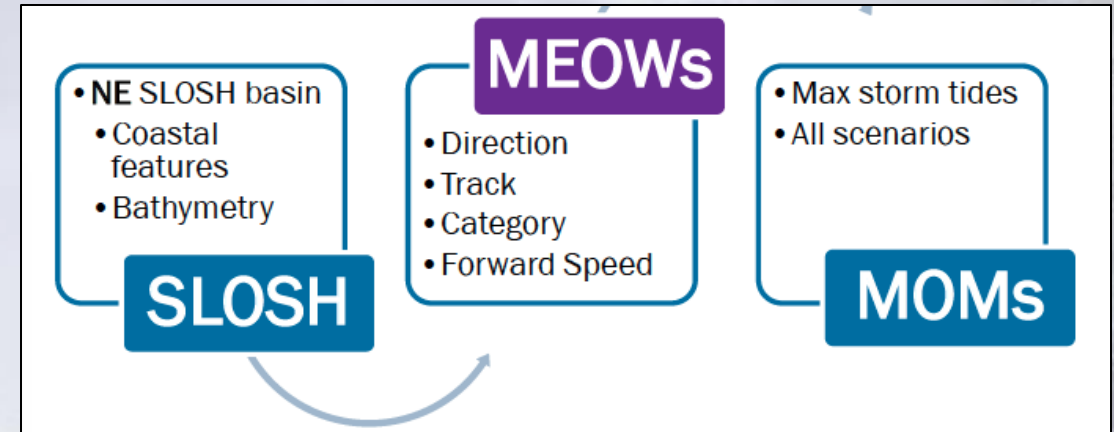 • NE SLOSH basin
• Coastal
features
• Bathymetry
SLOSH
MEOWs
• Direction
• Track
• Category
• Forward Speed
• Max storm tides
• All scenarios
MOMs